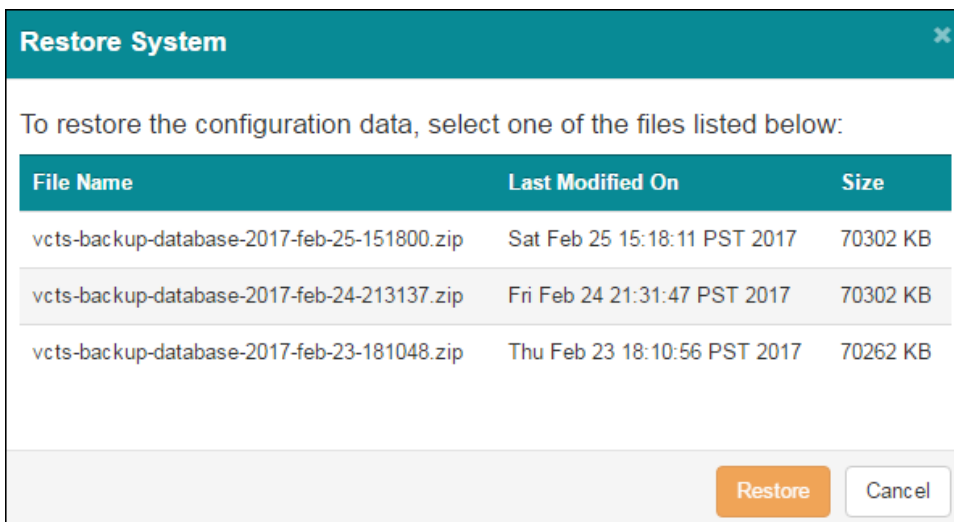 Restore System
To restore the configuration data, select one of the files listed below:
File Name Last Modified On Size
vcts-backup-database-2017-feb-25-151800.zip Sat Feb 25 15:18:11 PST 2017 70302 KB
vcts-backup-database-2017-feb-24-213137.zip Fri Feb 24 21:31:47 PST 2017 70302 KB
vcts-backup-database-2017-feb-23-181048.zip Thu Feb 23 18:10:56 PST 2017 70262 KB
Restore Cancel